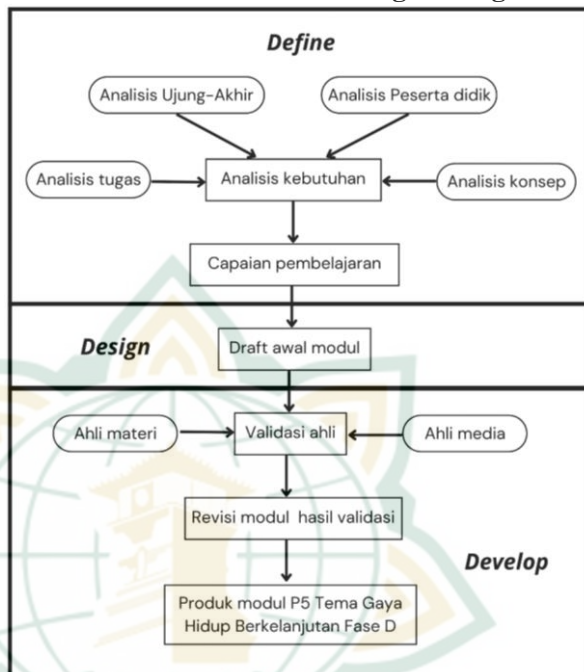 Define
Analisis Ujung-Akhir
Analisis Peserta didik
Analisis tugas
Analisis kebutuhan
Analisis konsep
Capaian pembelajaran
Design
Draft awal modul
Ahli materi
Validasi ahli
Ahli media
Revisi modul hasil validasi
Develop
Produk modul P5 Tema Gaya
Hidup Berkelanjutan Fase D